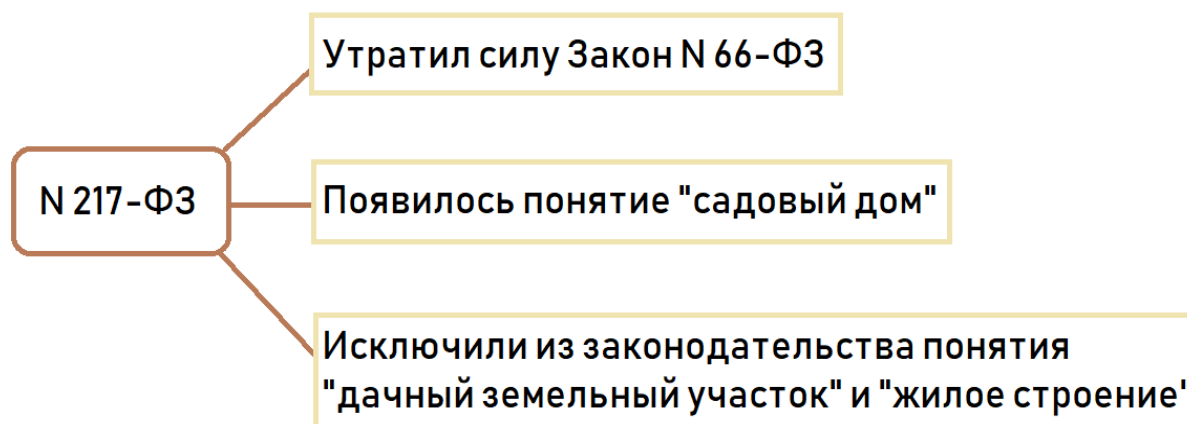 Утратил силу Закон N 66-ФЗ
N 217-ФЗ
Появилось понятие "садовый дом"
Исключили из законодательства понятия
"дачный земельный участок" и "жилое строение"